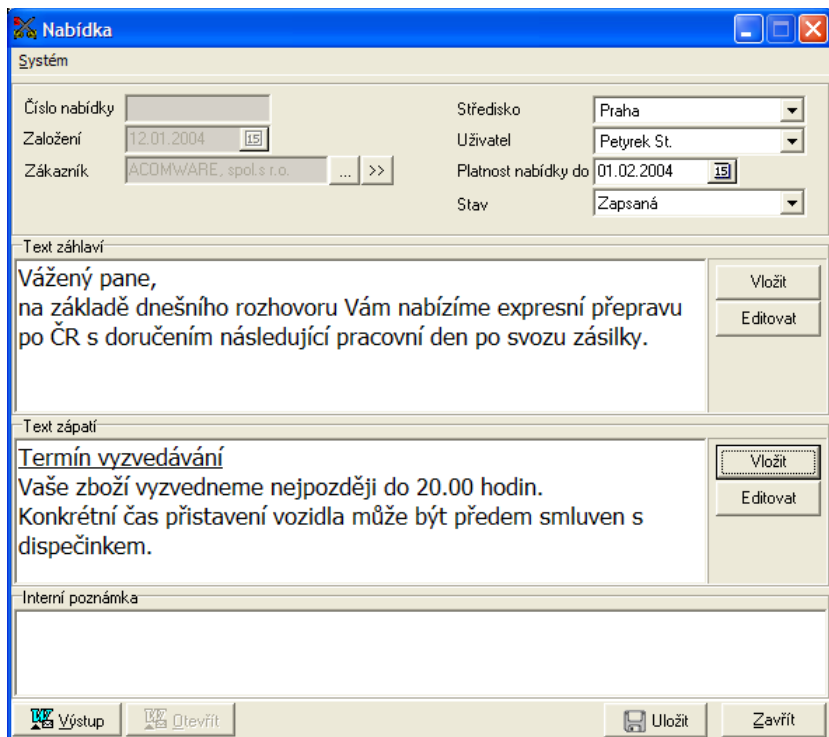 Nabídka
Systém
Číslo nabídky
Založení 12.01.2004 15
Zákazník ACOMWARE, spol.s r.o. ... >>
Středisko Praha
Uživatel Petyrek St.
Platnost nabídky do 01.02.2004 15
Stav Zapsaná
Text záhlaví
Vážený pane,
na základě dnešního rozhovoru Vám nabízíme expresní přepravu
po ČR s doručením následující pracovní den po svozu zásilky.
Vložit
Editovat
Text zápatí
Termín vyzvedávání
Vaše zboží vyzvedneme nejpozději do 20.00 hodin.
Konkrétní čas přistavení vozidla může být předem smluven s
dispečinkem.
Vložit
Editovat
Interní poznámka
Výstup Otevřít Uložit Zavřít